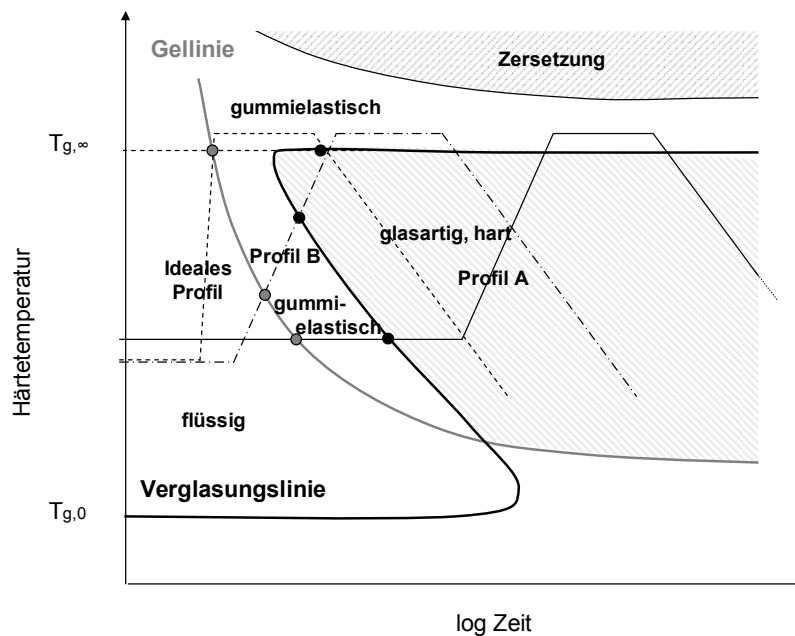 Gellinie
Zersetzung
gummielastisch
Tg,∞
glasartig, hart
Ideales
Profil
Profil B
Profil A
gummi-
elastisch
Härtetemperatur
flüssig
Verglasungslinie
Tg,0
log Zeit